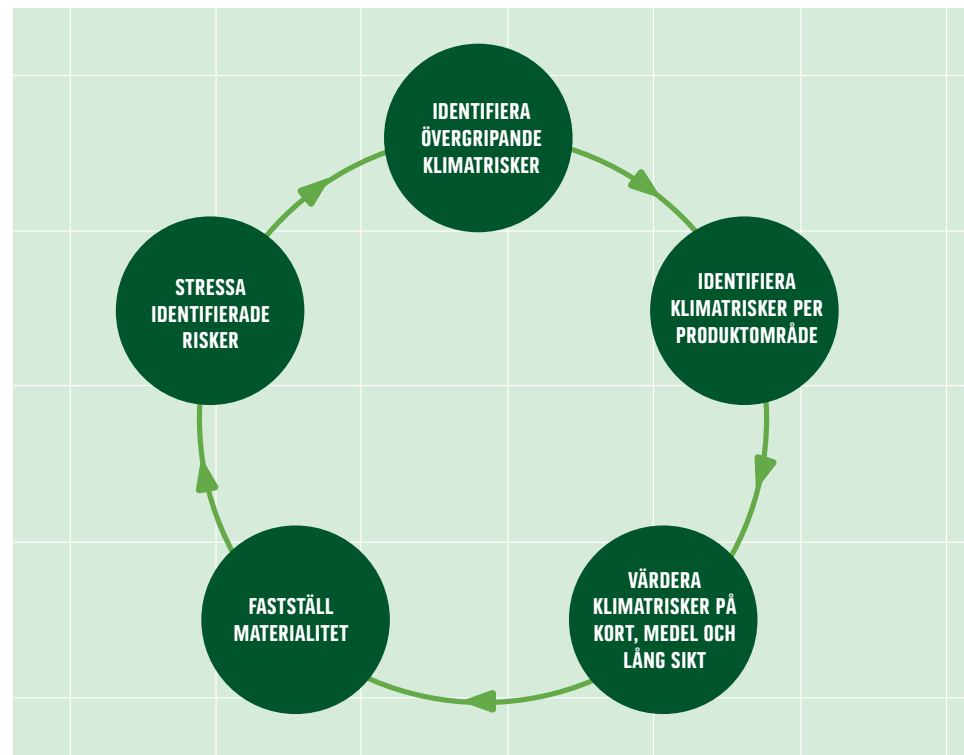 IDENTIFIERA
ÖVERGRIPANDE
KLIMATRISKER
IDENTIFIERA
KLIMATRISKER PER
PRODUKTOMRÅDE
VÄRDERA
KLIMATRISKER PÅ
KORT, MEDEL OCH
LÅNG SIKT
FASTSTÄLL
MATERIALITET
STRESSA
IDENTIFIERADE
RISKER